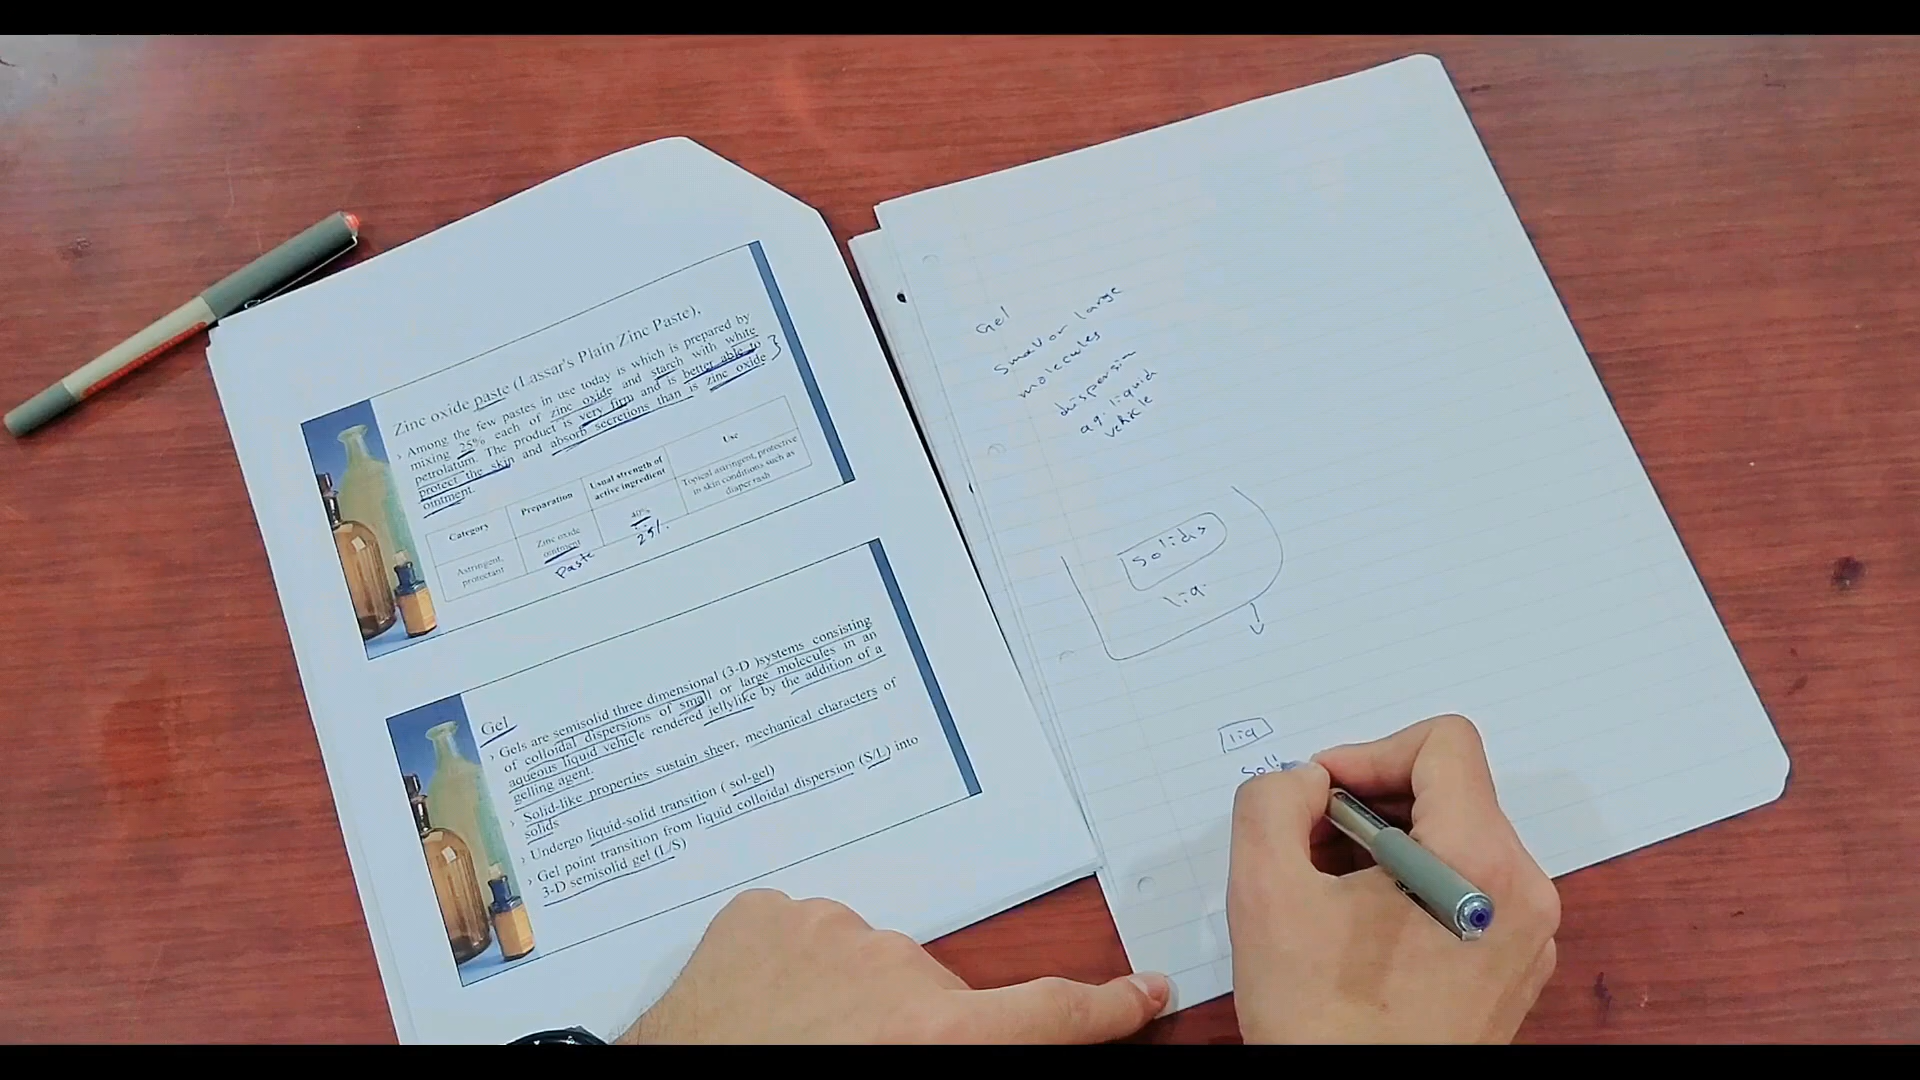 Zinc oxide paste (Lassar's Plain Zinc Paste),
› Among the few pastes in use today is which is prepared by
mixing 25% each of zinc oxide and starch with white
petrolatum. The product is very firm and is better able to
protect the skin and absorb secretions than is zinc oxide
ointment.
Category Preparation Usual strength of active ingredient Use
Astringent, protectant Zinc oxide ointment 40% Topical astringent, protective in skin conditions such as diaper rash
Paste 25%
Gel
› Gels are semisolid three dimensional (3-D )systems consisting
of colloidal dispersions of small or large molecules in an
aqueous liquid vehicle rendered jellylike by the addition of a
gelling agent.
› Solid-like properties sustain sheer, mechanical characters of
solids
› Undergo liquid-solid transition ( sol-gel)
› Gel point transition from liquid colloidal dispersion (S/L) into
3-D semisolid gel (L/S)
Gel
small or large
molecules
dispersion
aq. liquid
vehicle
solids
liq.
liq
soli